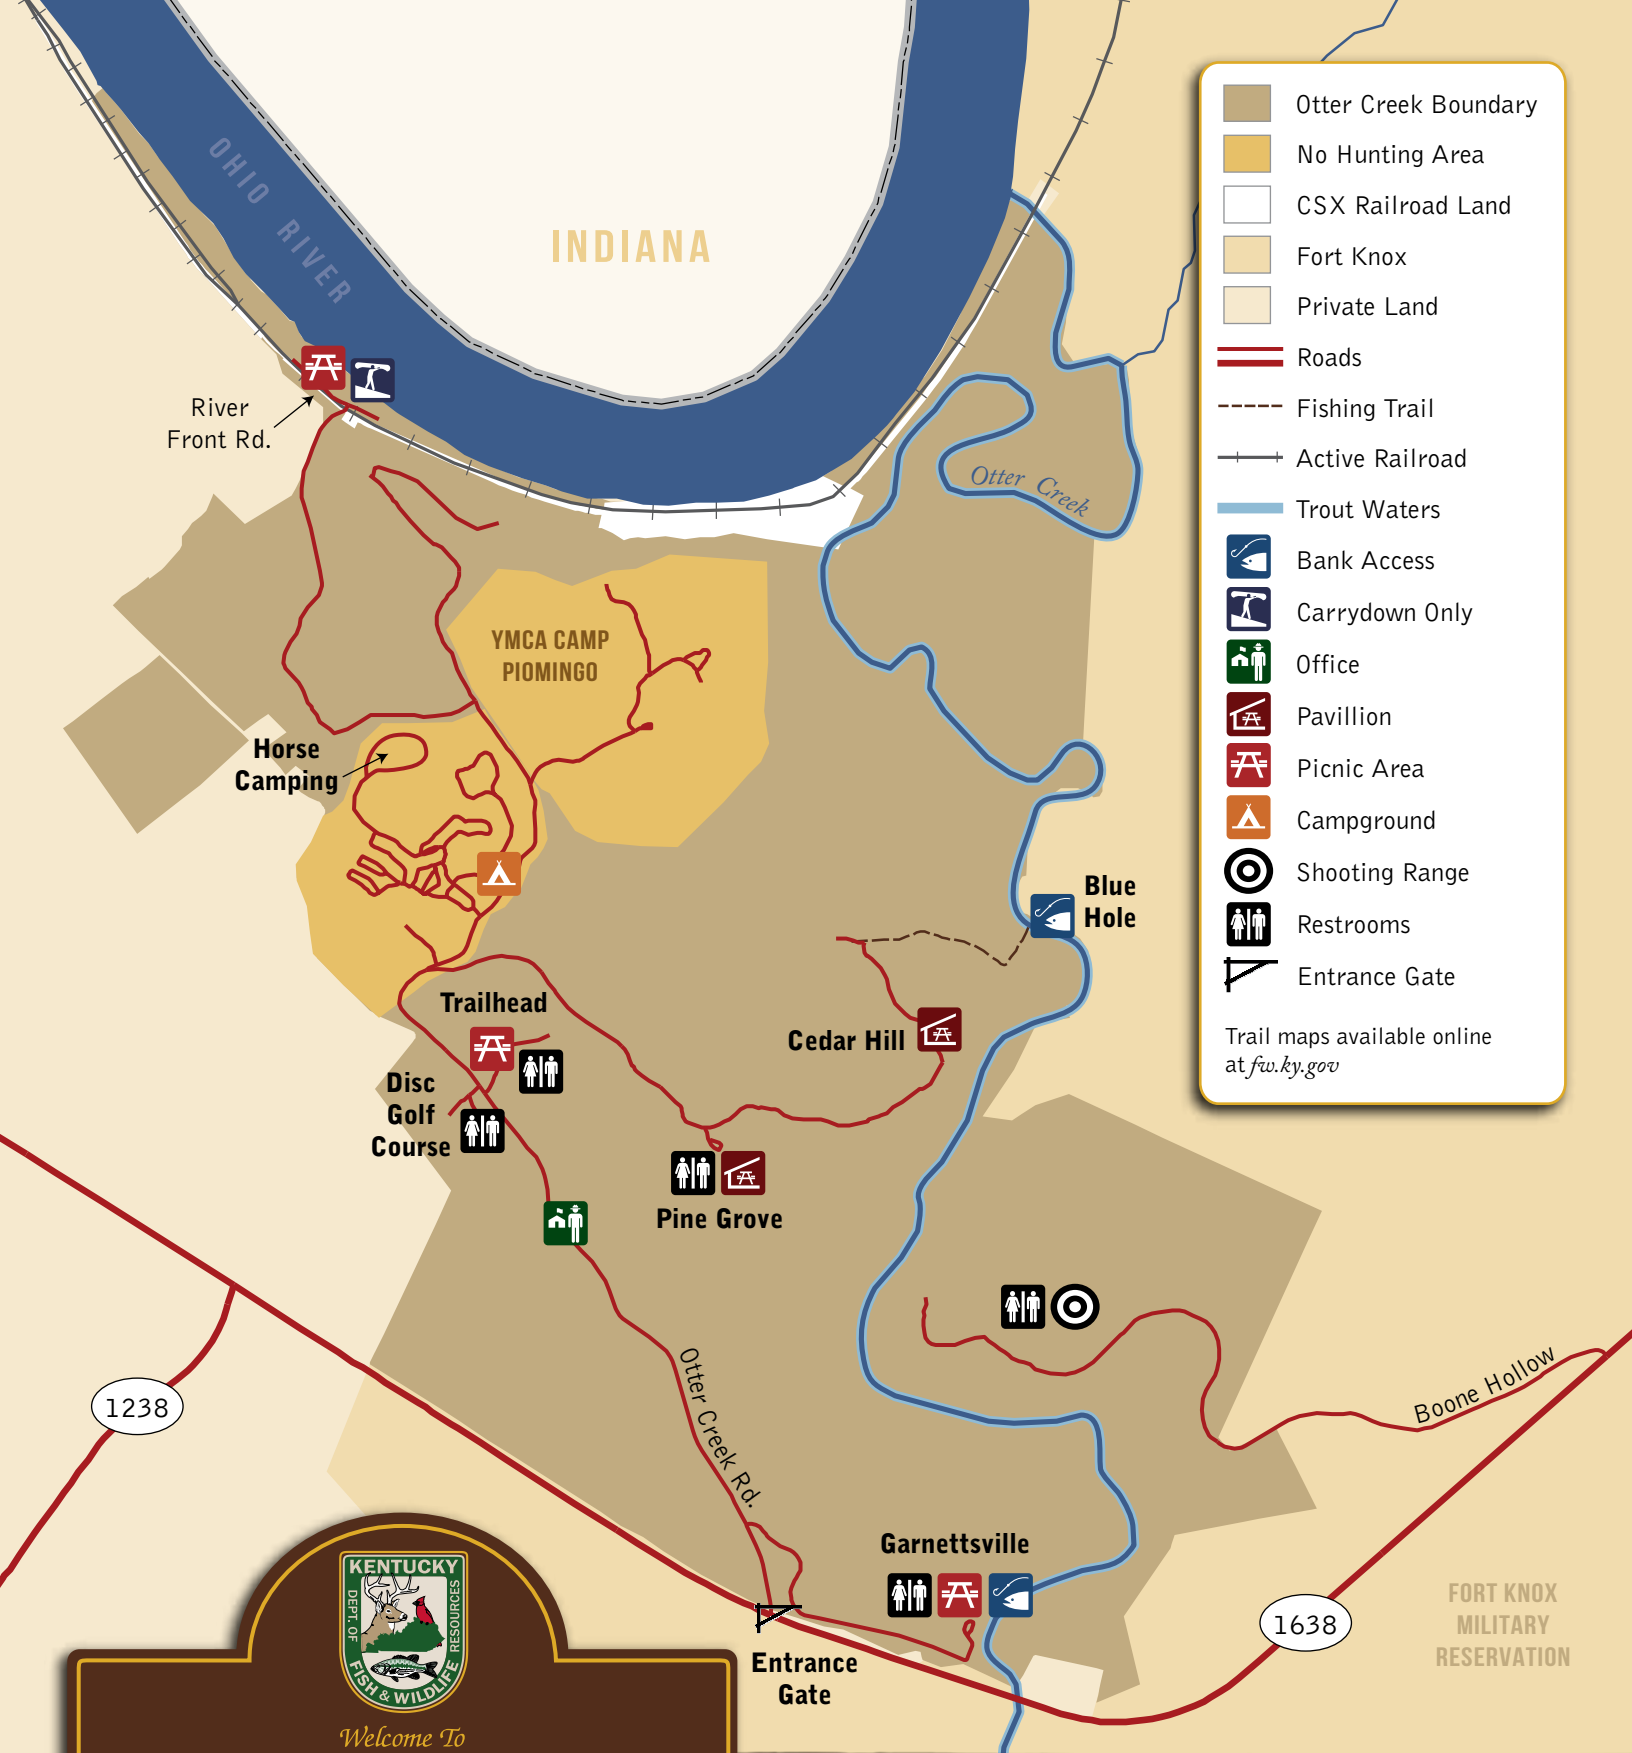 OHIO RIVER
INDIANA
River
Front Rd.
Otter Creek
YMCA CAMP
PIOMINGO
Horse
Camping
Blue
Hole
Trailhead
Cedar Hill
Disc
Golf
Course
Pine Grove
Otter Creek Rd.
Boone Hollow
1238
Garnettsville
1638
Entrance
Gate
FORT KNOX
MILITARY
RESERVATION
Otter Creek Boundary
No Hunting Area
CSX Railroad Land
Fort Knox
Private Land
Roads
Fishing Trail
Active Railroad
Trout Waters
Bank Access
Carrydown Only
Office
Pavillion
Picnic Area
Campground
Shooting Range
Restrooms
Entrance Gate
Trail maps available online
at fw.ky.gov
KENTUCKY
DEPT. OF
FISH & WILDLIFE
RESOURCES
Welcome To